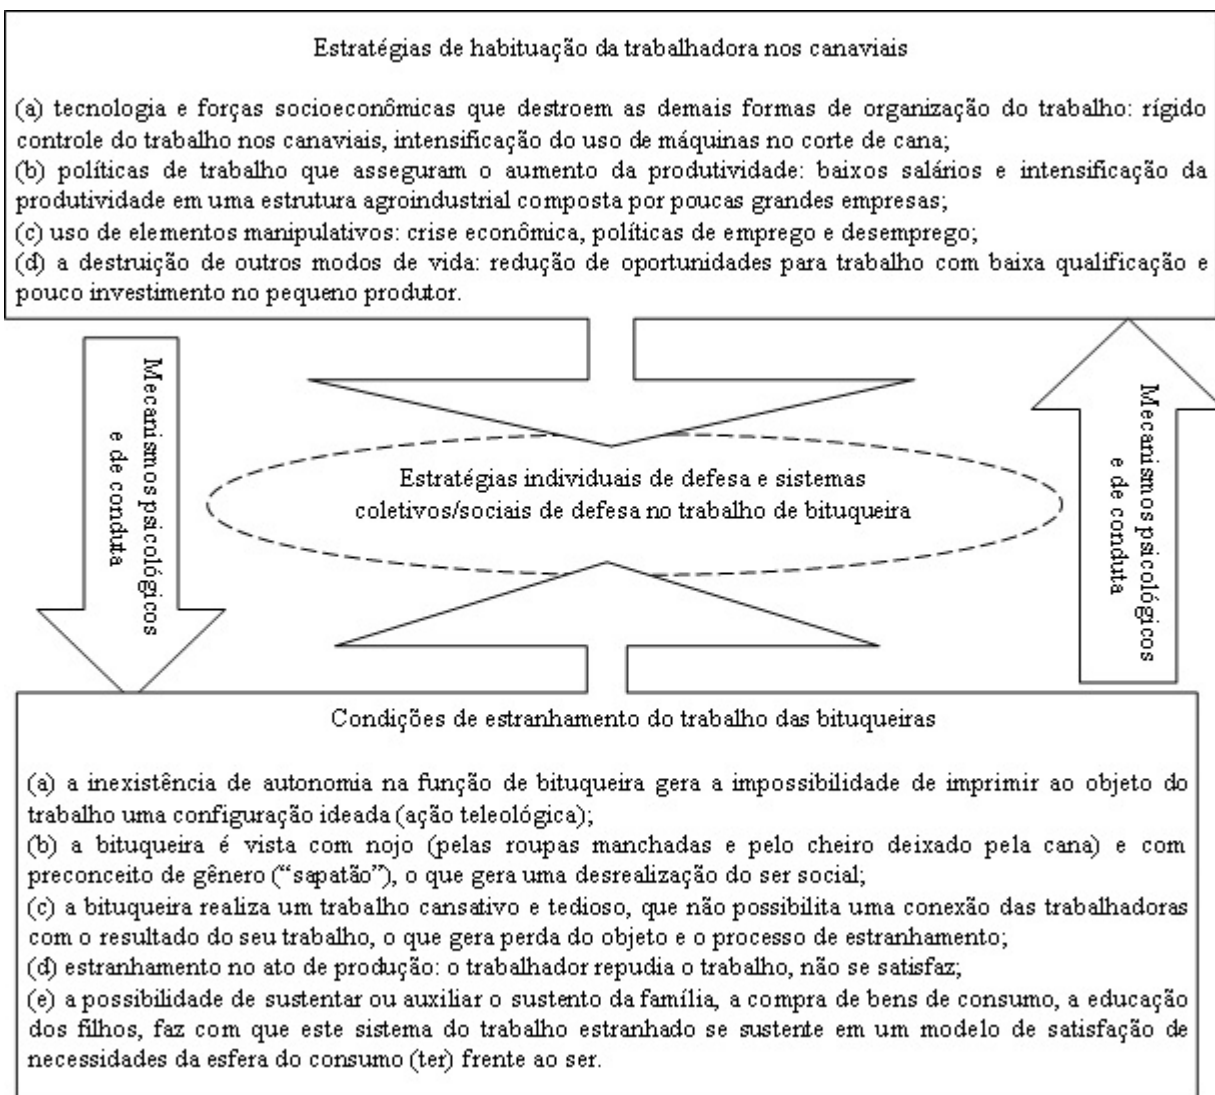 Estratégias de habituação da trabalhadora nos canaviais
(a) tecnologia e forças socioeconômicas que destroem as demais formas de organização do trabalho: rígido
controle do trabalho nos canaviais, intensificação do uso de máquinas no corte de cana;
(b) políticas de trabalho que asseguram o aumento da produtividade: baixos salários e intensificação da
produtividade em uma estrutura agroindustrial composta por poucas grandes empresas;
(c) uso de elementos manipulativos: crise econômica, políticas de emprego e desemprego;
(d) a destruição de outros modos de vida: redução de oportunidades para trabalho com baixa qualificação e
pouco investimento no pequeno produtor.
Mecanismos psicológicos
e de conduta
Estratégias individuais de defesa e sistemas
coletivos/sociais de defesa no trabalho de bituqueira
Mecanismos psicológicos
e de conduta
Condições de estranhamento do trabalho das bituqueiras
(a) a inexistência de autonomia na função de bituqueira gera a impossibilidade de imprimir ao objeto do
trabalho uma configuração ideada (ação teleológica);
(b) a bituqueira é vista com nojo (pelas roupas manchadas e pelo cheiro deixado pela cana) e com
preconceito de gênero (“sapatão”), o que gera uma desrealização do ser social;
(c) a bituqueira realiza um trabalho cansativo e tedioso, que não possibilita uma conexão das trabalhadoras
com o resultado do seu trabalho, o que gera perda do objeto e o processo de estranhamento;
(d) estranhamento no ato de produção: o trabalhador repudia o trabalho, não se satisfaz;
(e) a possibilidade de sustentar ou auxiliar o sustento da família, a compra de bens de consumo, a educação
dos filhos, faz com que este sistema do trabalho estranhado se sustente em um modelo de satisfação de
necessidades da esfera do consumo (ter) frente ao ser.